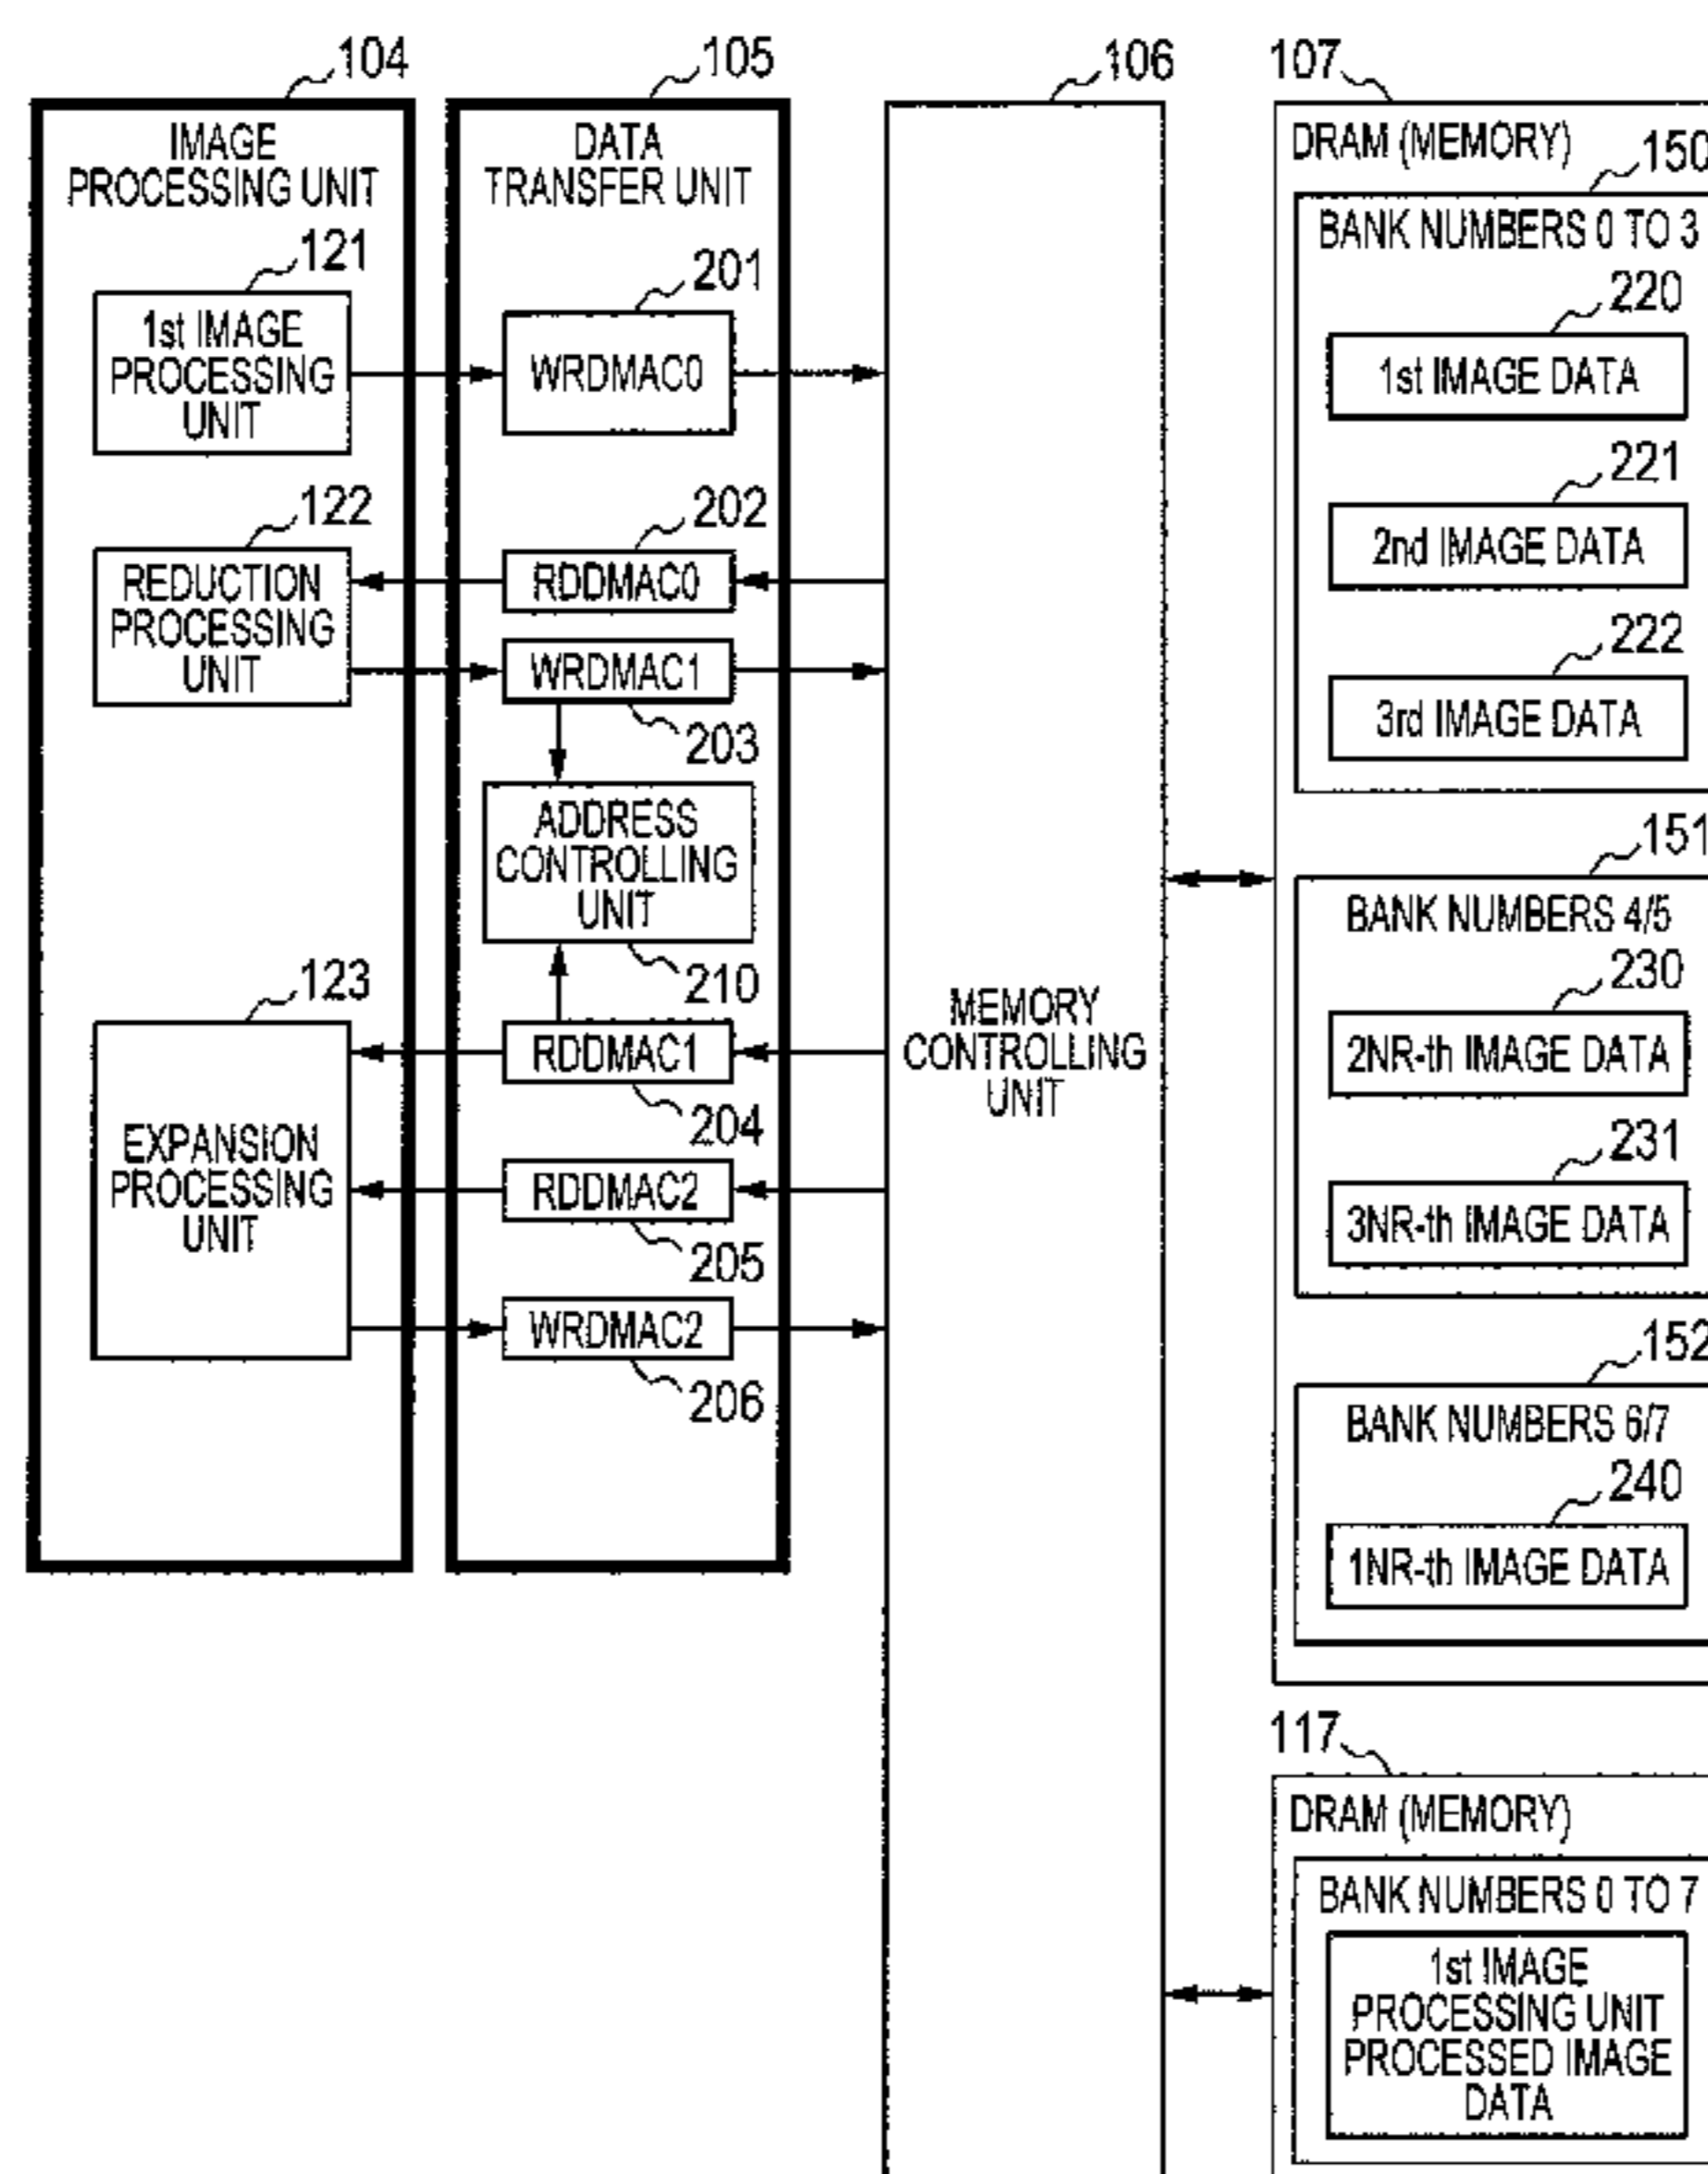 104
IMAGE
PROCESSING UNIT
121
1st IMAGE
PROCESSING
UNIT
122
REDUCTION
PROCESSING
UNIT
123
EXPANSION
PROCESSING
UNIT
105
DATA
TRANSFER UNIT
201
WRDMAC0
202
RDDMAC0
WRDMAC1
203
ADDRESS
CONTROLLING
UNIT
210
RDDMAC1
204
RDDMAC2
205
WRDMAC2
206
106
MEMORY
CONTROLLING
UNIT
107
DRAM (MEMORY)
150
BANK NUMBERS 0 TO 3
220
1st IMAGE DATA
221
2nd IMAGE DATA
222
3rd IMAGE DATA
151
BANK NUMBERS 4/5
230
2NR-th IMAGE DATA
231
3NR-th IMAGE DATA
152
BANK NUMBERS 6/7
240
1NR-th IMAGE DATA
117
DRAM (MEMORY)
BANK NUMBERS 0 TO 7
1st IMAGE
PROCESSING UNIT
PROCESSED IMAGE
DATA